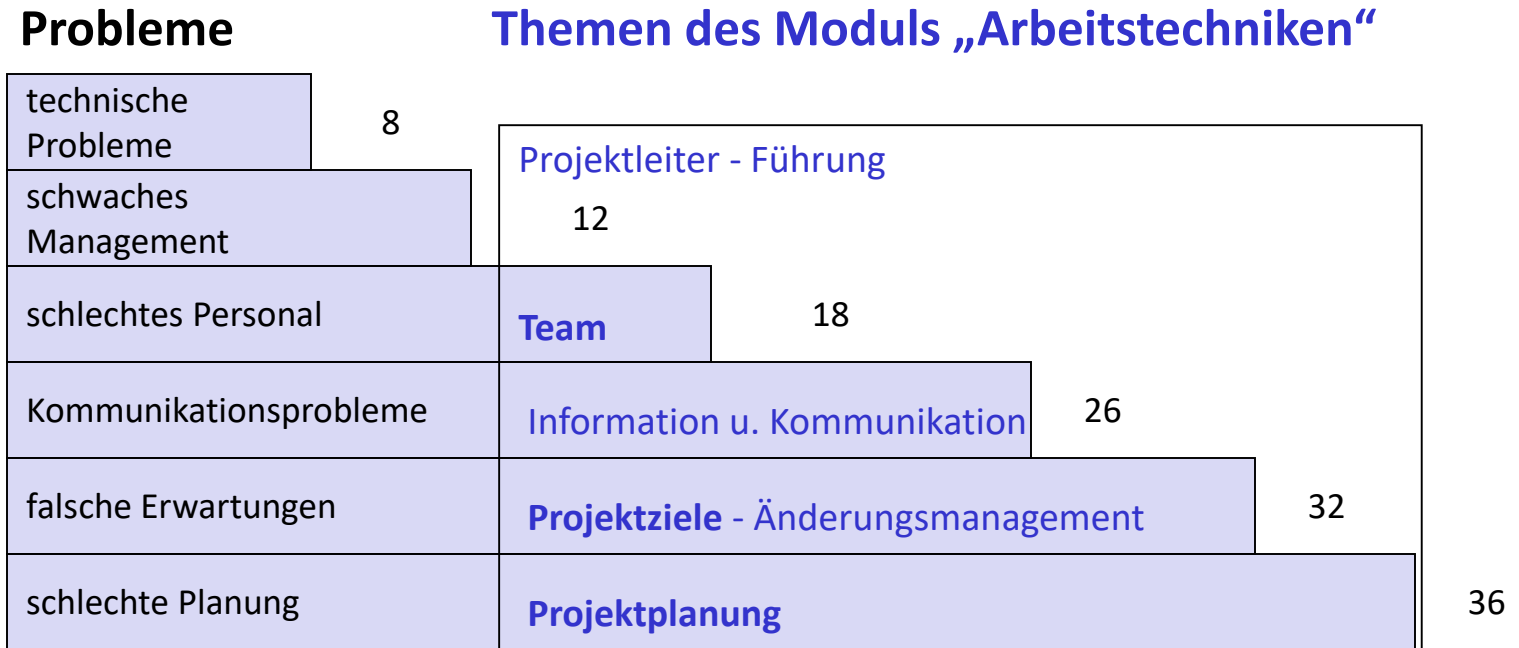 Probleme
Themen des Moduls „Arbeitstechniken“
technische
Probleme
8
Projektleiter - Führung
schwaches
Management
12
schlechtes Personal
Team
18
Kommunikationsprobleme
Information u. Kommunikation
26
falsche Erwartungen
Projektziele - Änderungsmanagement
32
schlechte Planung
Projektplanung
36